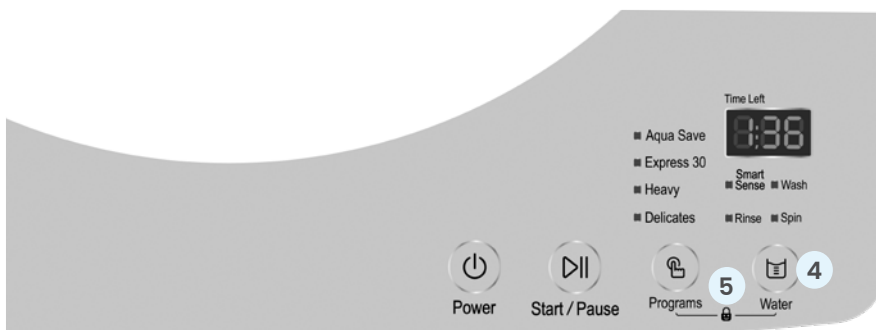 Time Left
1:36
Aqua Save
Express 30
Heavy
Delicates
Smart
Sense
Wash
Rinse
Spin
Power
Start / Pause
Programs
5
Water
4